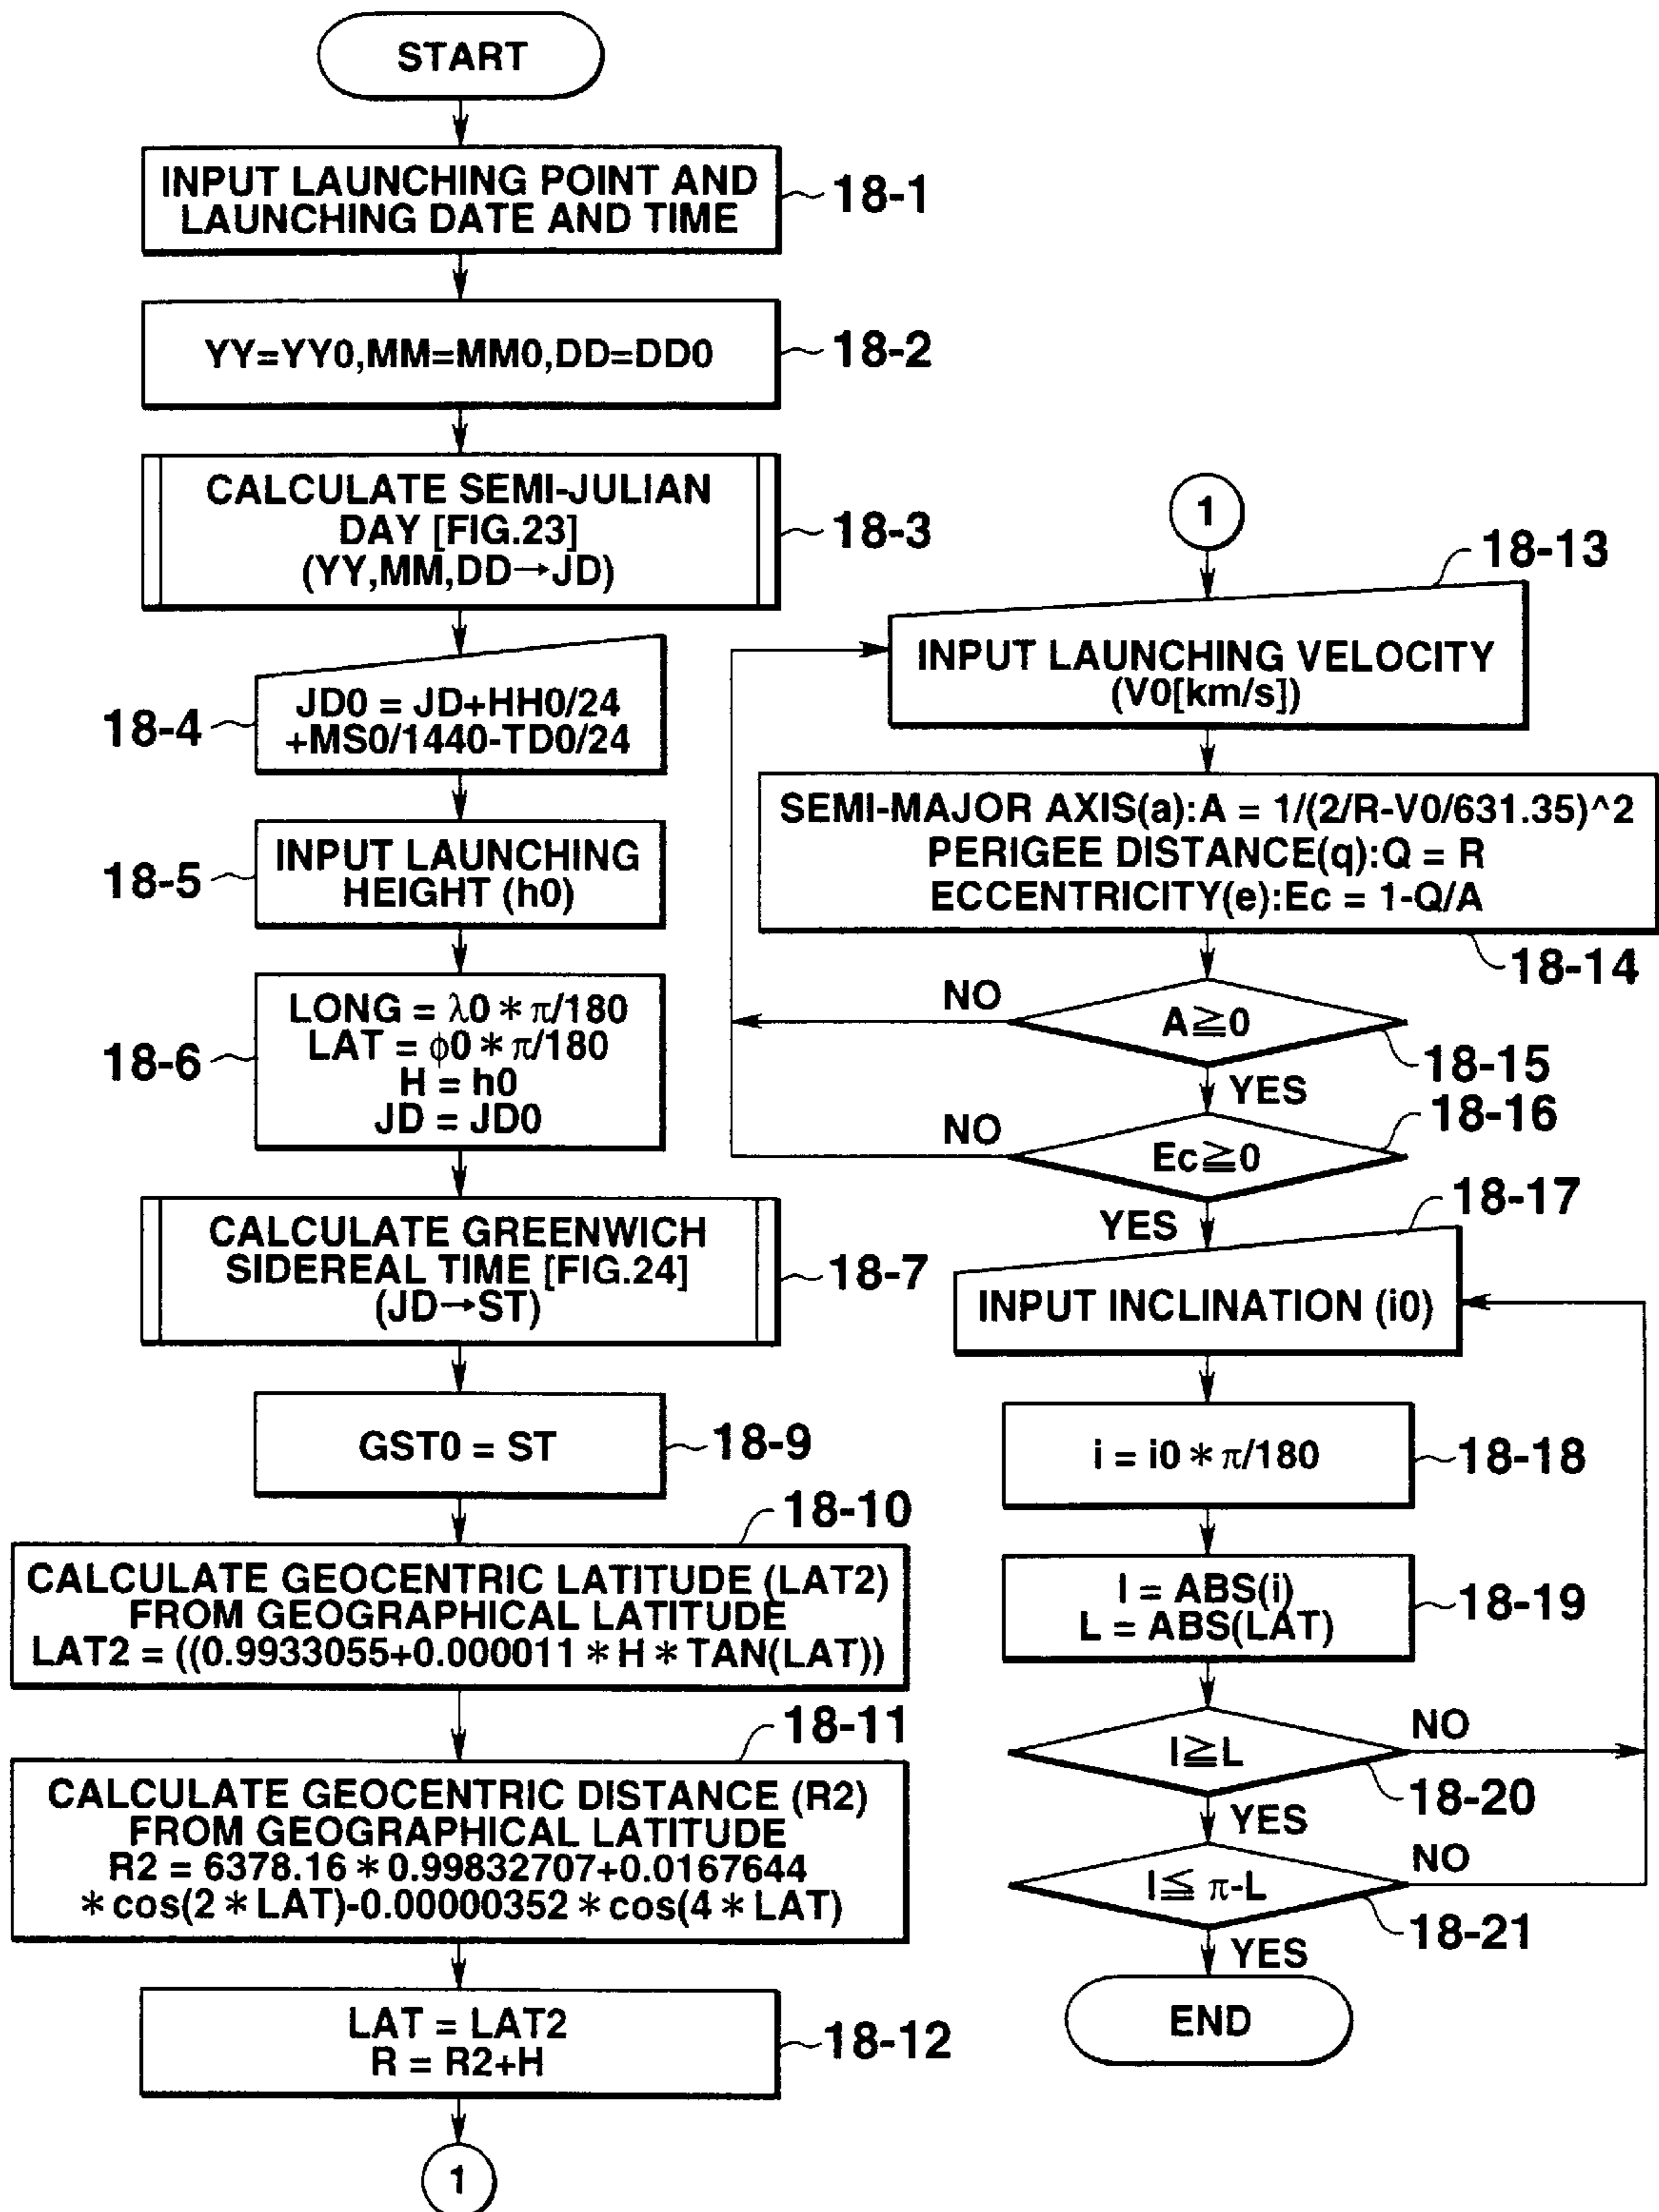 START
INPUT LAUNCHING POINT AND
LAUNCHING DATE AND TIME
18-1
YY=YY0,MM=MM0,DD=DD0
18-2
CALCULATE SEMI-JULIAN
DAY [FIG.23]
(YY,MM,DD→JD)
18-3
JD0 = JD+HH0/24
+MS0/1440-TD0/24
18-4
INPUT LAUNCHING
HEIGHT (h0)
18-5
LONG = λ0*π/180
LAT = ϕ0*π/180
H = h0
JD = JD0
18-6
CALCULATE GREENWICH
SIDEREAL TIME [FIG.24]
(JD→ST)
18-7
GST0 = ST
18-9
18-10
CALCULATE GEOCENTRIC LATITUDE (LAT2)
FROM GEOGRAPHICAL LATITUDE
LAT2 = ((0.9933055+0.000011*H*TAN(LAT))
18-11
CALCULATE GEOCENTRIC DISTANCE (R2)
FROM GEOGRAPHICAL LATITUDE
R2 = 6378.16*0.99832707+0.0167644
*cos(2*LAT)-0.00000352*cos(4*LAT)
LAT = LAT2
R = R2+H
18-12
1
1
18-13
INPUT LAUNCHING VELOCITY
(V0[km/s])
SEMI-MAJOR AXIS(a):A = 1/(2/R-V0/631.35)^2
PERIGEE DISTANCE(q):Q = R
ECCENTRICITY(e):Ec = 1-Q/A
18-14
NO
A≧0
18-15
YES
18-16
NO
Ec≧0
18-17
YES
INPUT INCLINATION (i0)
i = i0*π/180
18-18
I = ABS(i)
L = ABS(LAT)
18-19
I≧L
NO
18-20
YES
I≦ π-L
NO
18-21
YES
END